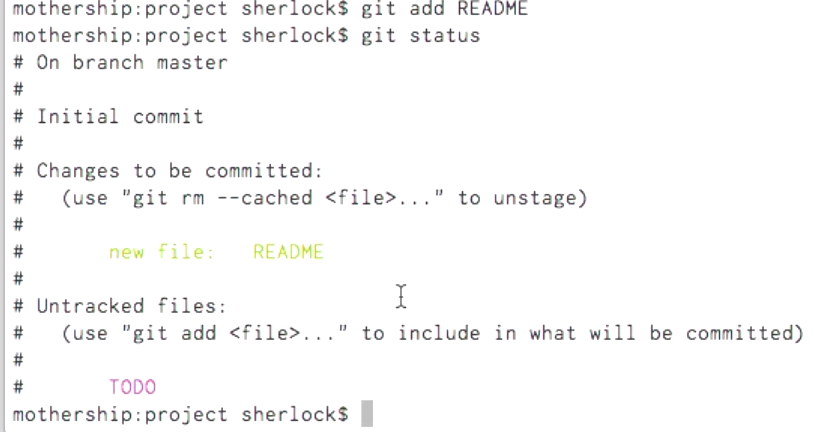 mothership:project sherlock$ git add README
mothership:project sherlock$ git status
# On branch master
#
# Initial commit
#
# Changes to be committed:
#   (use "git rm --cached <file>..." to unstage)
#
#       new file:   README
#
# Untracked files:
#   (use "git add <file>..." to include in what will be committed)
#
#       TODO
mothership:project sherlock$